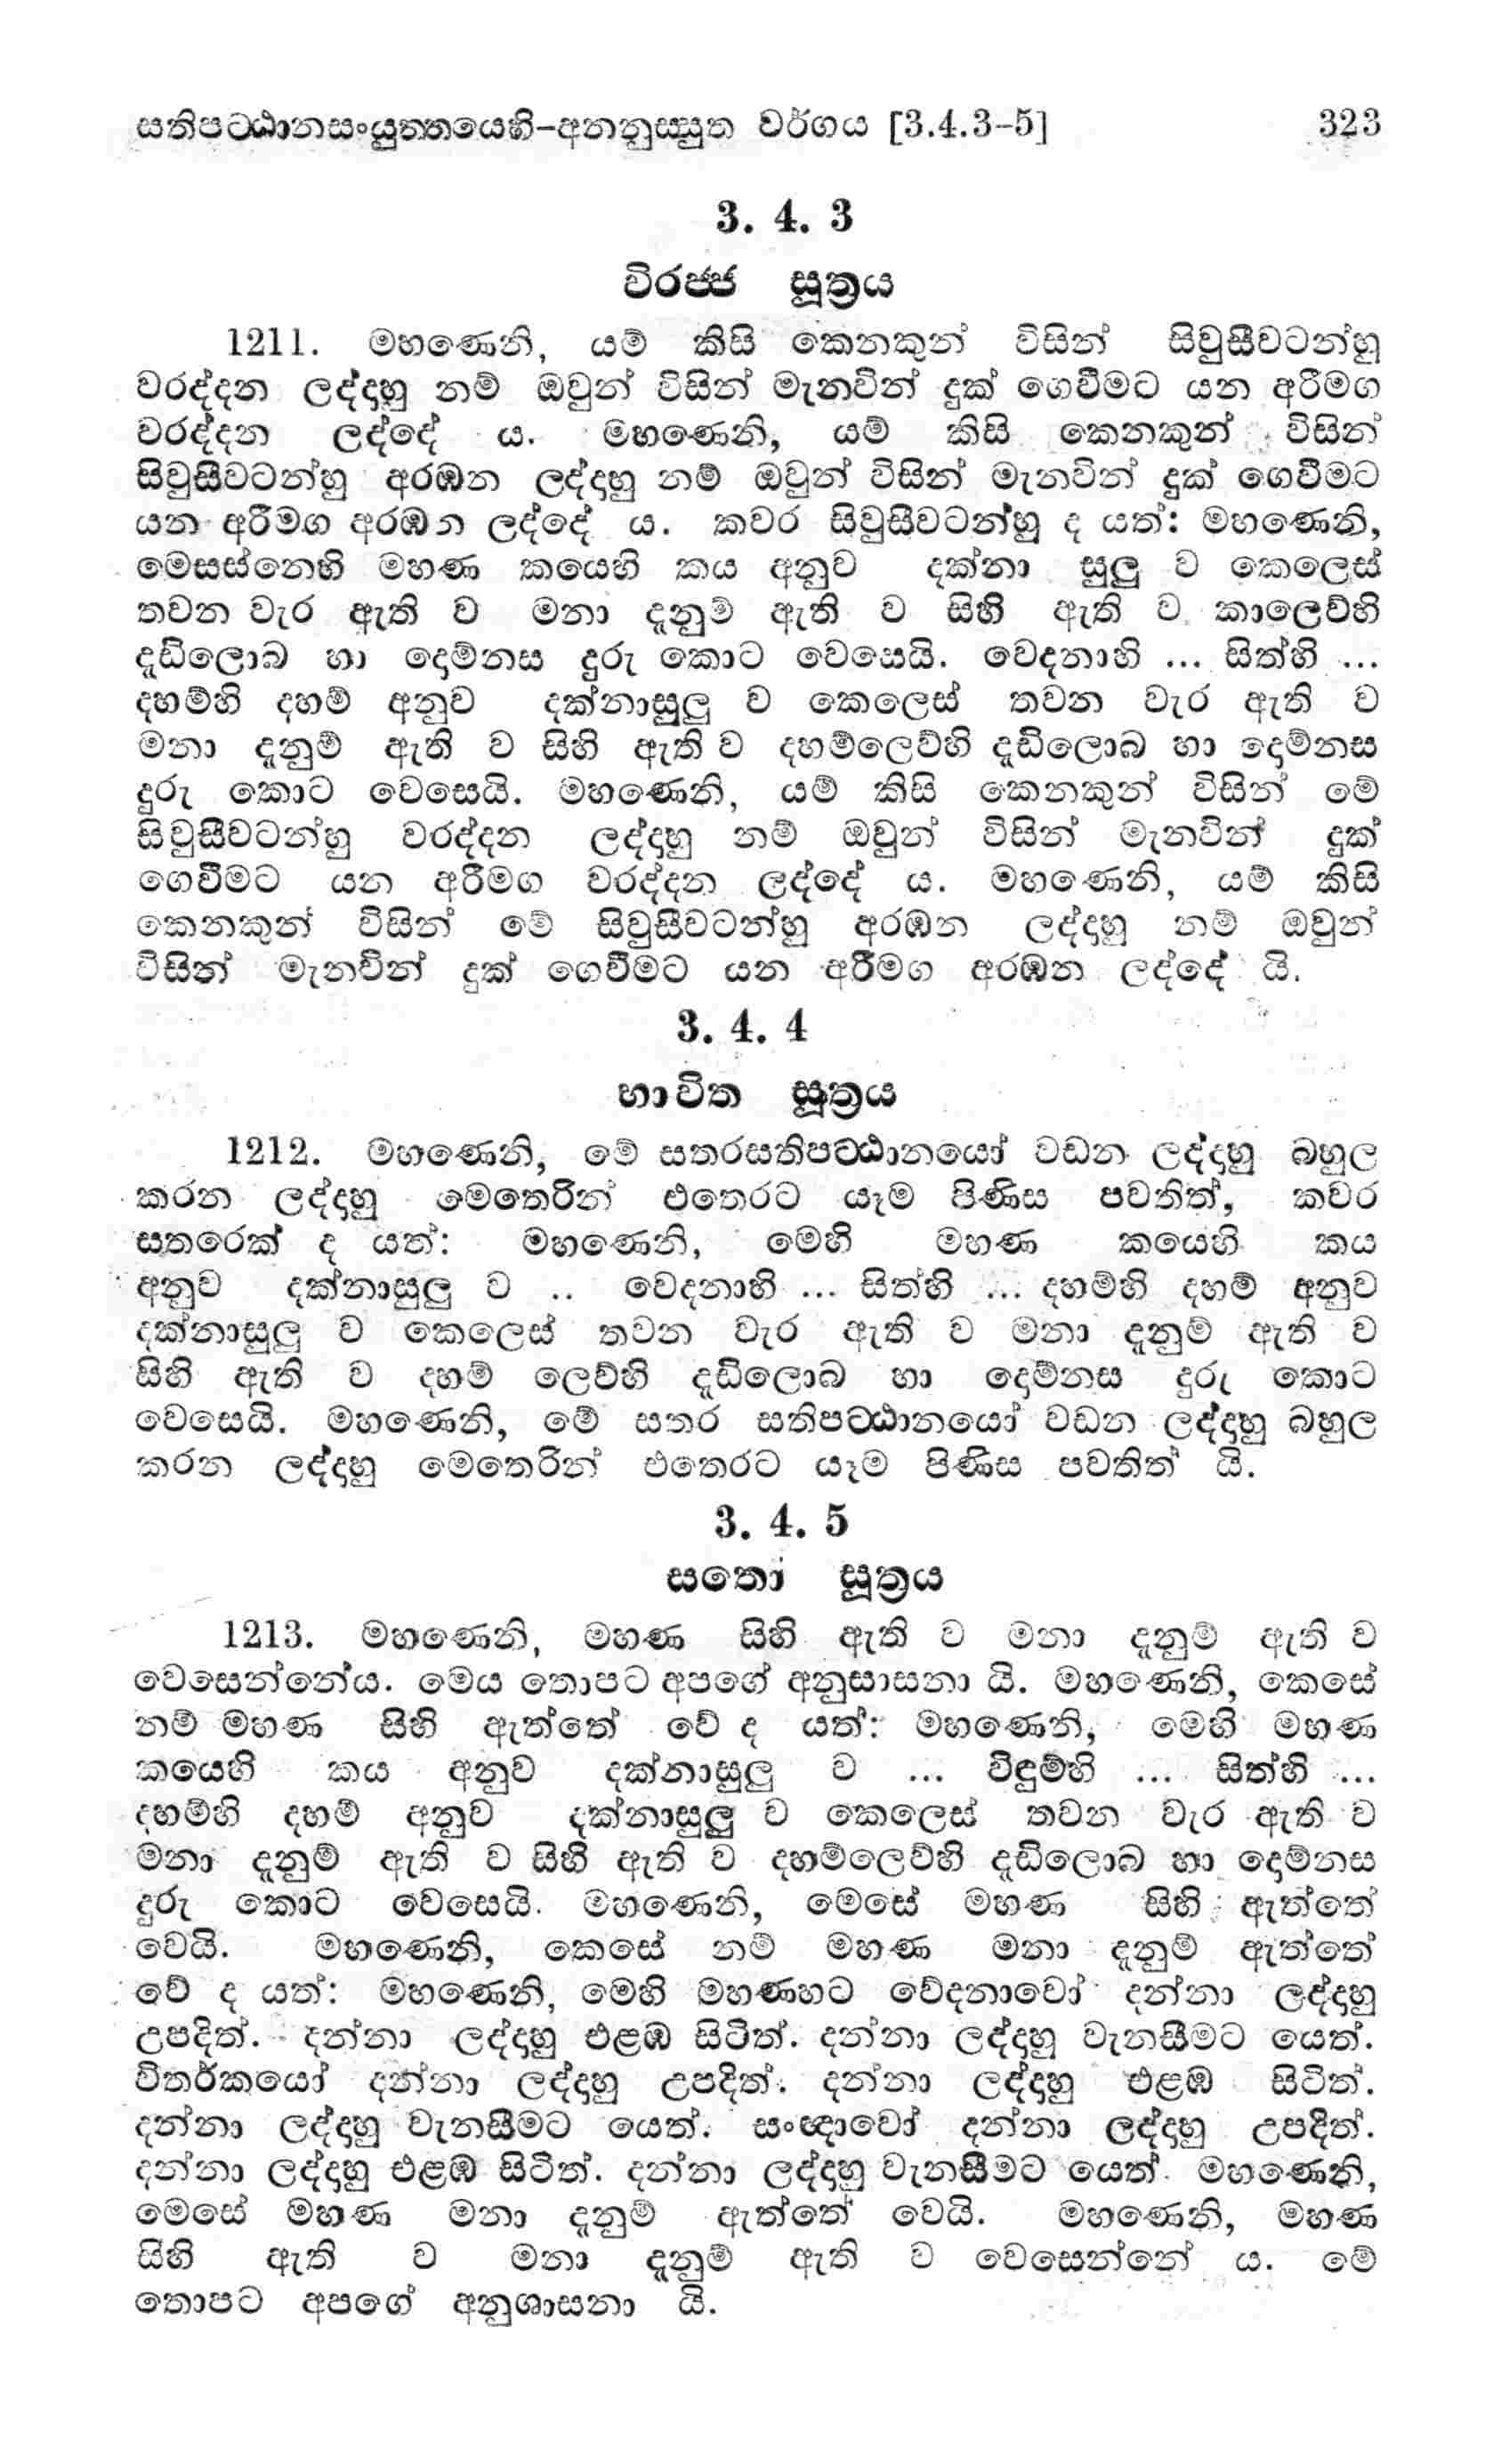 සතිපට්ඨානසංයුත්තයෙහි-අනනුස්සුත වර්ගය [3.4.3-5] 323
3. 4. 3
විරජ්ජ සූත්‍රය
1211. මහණෙනි, යම් කිසි කෙනකුන් විසින් සිවුසීවටන්හු
වරද්දන ලද්දාහු නම් ඔවුන් විසින් මැනවින් දුක් ගෙවීමට යන අරීමග
වරද්දන ලද්දේ ය. මහණෙනි, යම් කිසි කෙනකුන් විසින්
සිවුසීවටන්හු අරඹන ලද්දාහු නම් ඔවුන් විසින් මැනවින් දුක් ගෙවීමට
යන අරීමග අරඹන ලද්දේ ය. කවර සිවුසීවටන්හු ද යත්: මහණෙනි,
මෙසස්නෙහි මහණ කයෙහි කය අනුව දක්නා සුලු ව කෙලෙස්
තවන වැර ඇති ව මනා දැනුම් ඇති ව සිහි ඇති ව කාලෙව්හි
දැඩිලොබ හා දොම්නස දුරු කොට වෙසෙයි. වෙදනාහි ... සිත්හි ...
දහම්හි දහම් අනුව දක්නාසුලු ව කෙලෙස් තවන වැර ඇති ව
මනා දැනුම් ඇති ව සිහි ඇති ව දහම්ලෙව්හි දැඩිලොබ හා දොම්නස
දුරු කොට වෙසෙයි. මහණෙනි, යම් කිසි කෙනකුන් විසින් මේ
සිවුසීවටන්හු වරද්දන ලද්දාහු නම් ඔවුන් විසින් මැනවින් දුක්
ගෙවීමට යන අරීමග වරද්දන ලද්දේ ය. මහණෙනි, යම් කිසි
කෙනකුන් විසින් මේ සිවුසීවටන්හු අරඹන ලද්දාහු නම් ඔවුන්
විසින් මැනවින් දුක් ගෙවීමට යන අරීමග අරඹන ලද්දේ යි.
3. 4. 4
භාවිත සූත්‍රය
1212. මහණෙනි, මේ සතරසතිපට්ඨානයෝ වඩන ලද්දාහු බහුල
කරන ලද්දාහු මෙතෙරින් එතෙරට යෑම පිණිස පවතිත්, කවර
සතරෙක් ද යත්: මහණෙනි, මෙහි මහණ කයෙහි කය
අනුව දක්නාසුලු ව .. වෙදනාහි ... සිත්හි ... දහම්හි දහම් අනුව
දක්නාසුලු ව කෙලෙස් තවන වැර ඇති ව මනා දැනුම් ඇති ව
සිහි ඇති ව දහම් ලෙව්හි දැඩිලොබ හා දොම්නස දුරු කොට
වෙසෙයි. මහණෙනි, මේ සතර සතිපට්ඨානයෝ වඩන ලද්දාහු බහුල
කරන ලද්දාහු මෙතෙරින් එතෙරට යෑම පිණිස පවතිත් යි.
3. 4. 5
සතො සූත්‍රය
1213. මහණෙනි, මහණ සිහි ඇති ව මනා දැනුම් ඇති ව
වෙසෙන්නේය. මෙය තොපට අපගේ අනුසාසනා යි. මහණෙනි, කෙසේ
නම් මහණ සිහි ඇත්තේ වේ ද යත්: මහණෙනි, මෙහි මහණ
කයෙහි කය අනුව දක්නාසුලු ව ... විඳුම්හි ... සිත්හි ...
දහම්හි දහම් අනුව දක්නාසුලු ව කෙලෙස් තවන වැර ඇති ව
මනා දැනුම් ඇති ව සිහි ඇති ව දහම්ලෙව්හි දැඩිලොබ හා දොම්නස
දුරු කොට වෙසෙයි. මහණෙනි, මෙසේ මහණ සිහි ඇත්තේ
වෙයි. මහණෙනි, කෙසේ නම් මහණ මනා දැනුම් ඇත්තේ
වේ ද යත්: මහණෙනි, මෙහි මහණහට වේදනාවෝ දන්නා ලද්දාහු
උපදිත්. දන්නා ලද්දාහු එළඹ සිටිත්. දන්නා ලද්දාහු වැනසීමට යෙත්.
විතර්කයෝ දන්නා ලද්දාහු උපදිත්. දන්නා ලද්දාහු එළඹ සිටිත්.
දන්නා ලද්දාහු වැනසීමට යෙත්. සංඥාවෝ දන්නා ලද්දාහු උපදිත්.
දන්නා ලද්දාහු එළඹ සිටිත්. දන්නා ලද්දාහු වැනසීමට යෙත්. මහණෙනි,
මෙසේ මහණ මනා දැනුම් ඇත්තේ වෙයි. මහණෙනි, මහණ
සිහි ඇති ව මනා දැනුම් ඇති ව වෙසෙන්නේ ය. මේ
තොපට අපගේ අනුශාසනා යි.